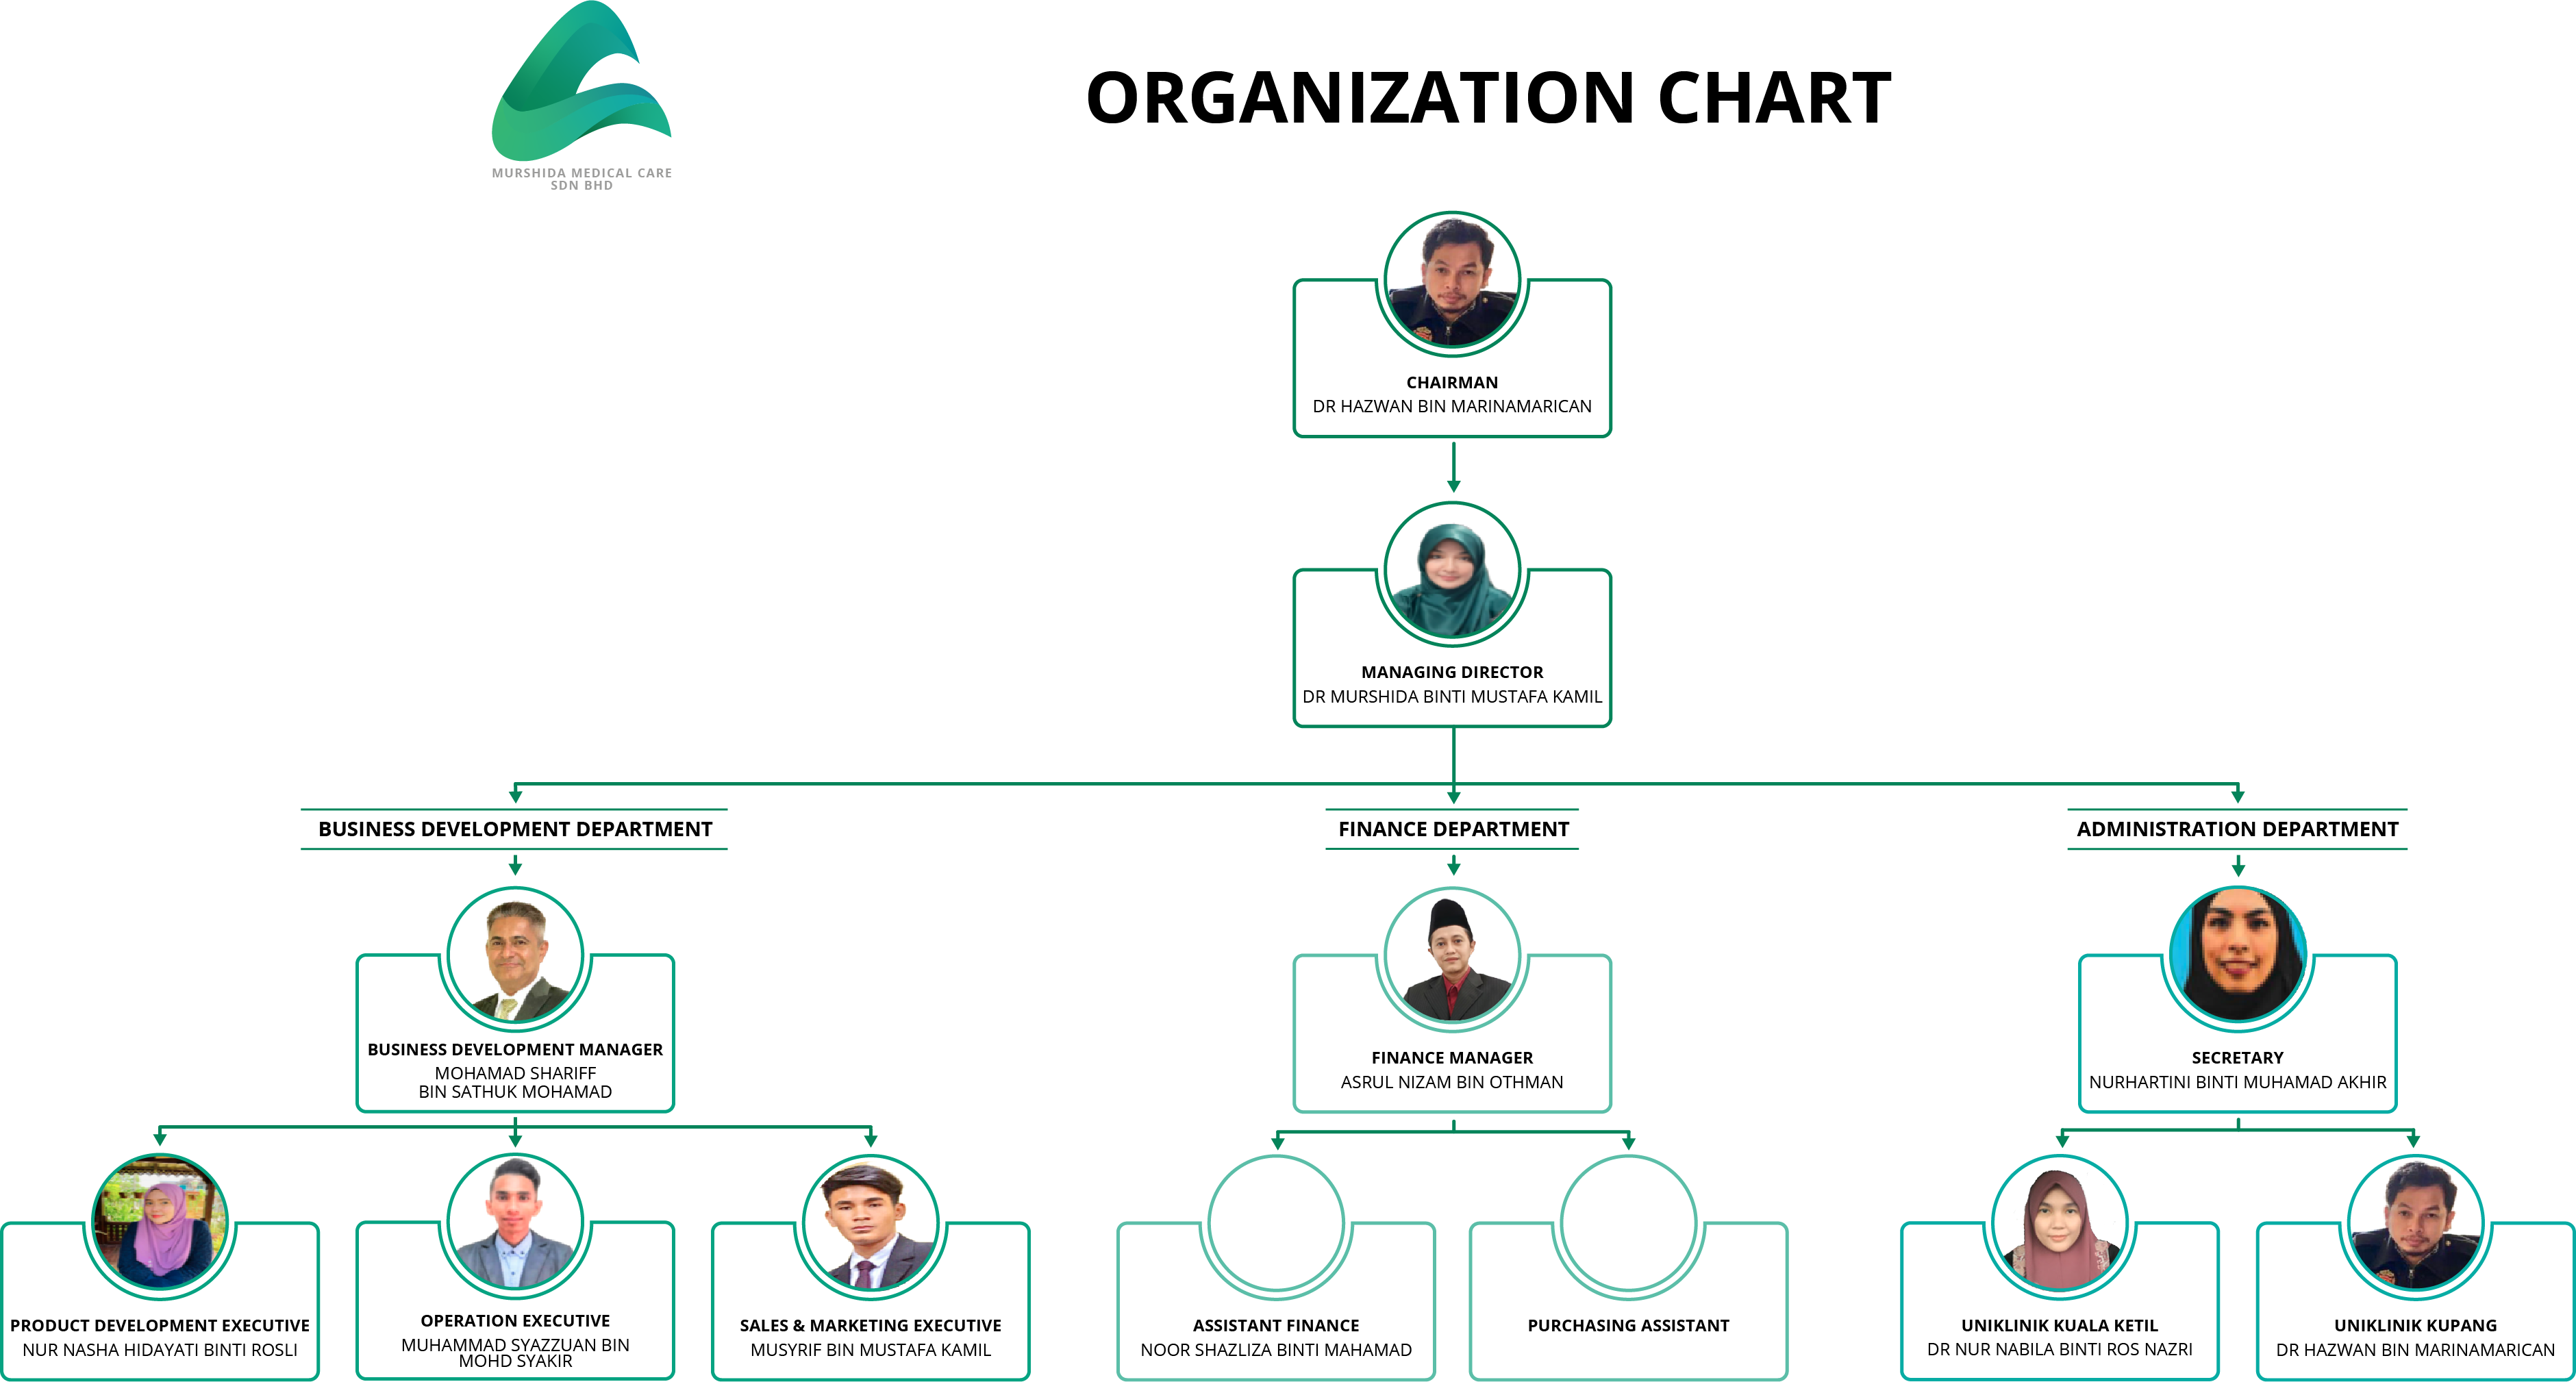 MURSHIDA MEDICAL CARE
SDN BHD
ORGANIZATION CHART
CHAIRMAN
DR HAZWAN BIN MARINAMARICAN
MANAGING DIRECTOR
DR MURSHIDA BINTI MUSTAFA KAMIL
BUSINESS DEVELOPMENT DEPARTMENT
FINANCE DEPARTMENT
ADMINISTRATION DEPARTMENT
BUSINESS DEVELOPMENT MANAGER
MOHAMAD SHARIFF
BIN SATHUK MOHAMAD
FINANCE MANAGER
ASRUL NIZAM BIN OTHMAN
SECRETARY
NURHARTINI BINTI MUHAMAD AKHIR
PRODUCT DEVELOPMENT EXECUTIVE
NUR NASHA HIDAYATI BINTI ROSLI
OPERATION EXECUTIVE
MUHAMMAD SYAZZUAN BIN
MOHD SYAKIR
SALES & MARKETING EXECUTIVE
MUSYRIF BIN MUSTAFA KAMIL
ASSISTANT FINANCE
NOOR SHAZLIZA BINTI MAHAMAD
PURCHASING ASSISTANT
UNIKLINIK KUALA KETIL
DR NUR NABILA BINTI ROS NAZRI
UNIKLINIK KUPANG
DR HAZWAN BIN MARINAMARICAN